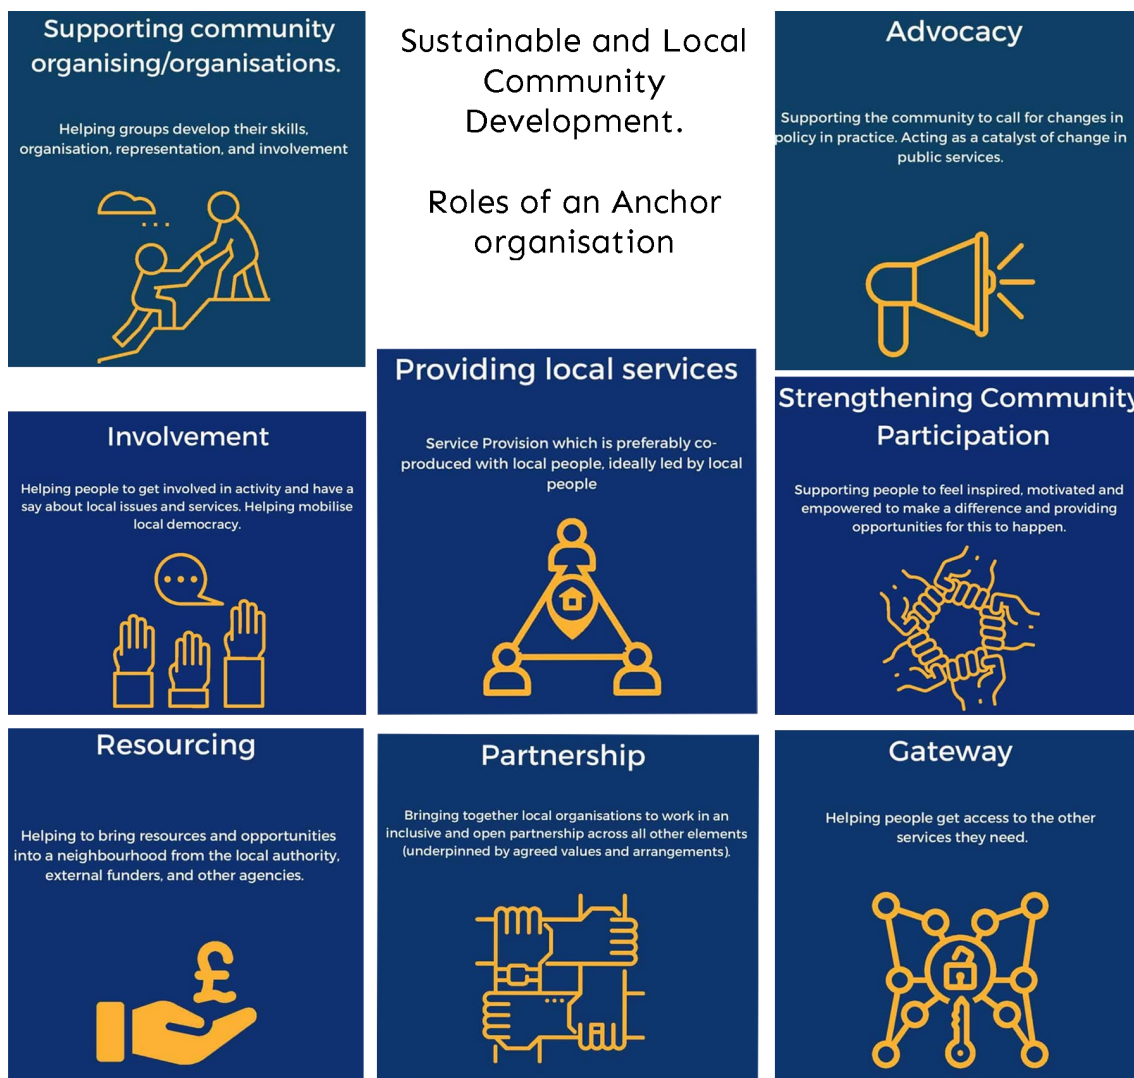 Supporting community
organising/organisations.
Helping groups develop their skills,
organisation, representation, and involvement
Sustainable and Local
Community
Development.
Roles of an Anchor
organisation
Advocacy
Supporting the community to call for changes in
policy in practice. Acting as a catalyst of change in
public services.
Involvement
Helping people to get involved in activity and have a
say about local issues and services. Helping mobilise
local democracy.
Providing local services
Service Provision which is preferably co-
produced with local people, ideally led by local
people
Strengthening Community
Participation
Supporting people to feel inspired, motivated and
empowered to make a difference and providing
opportunities for this to happen.
Resourcing
Helping to bring resources and opportunities
into a neighbourhood from the local authority,
external funders, and other agencies.
£
Partnership
Bringing together local organisations to work in an
inclusive and open partnership across all other elements
(underpinned by agreed values and arrangements).
Gateway
Helping people get access to the other
services they need.